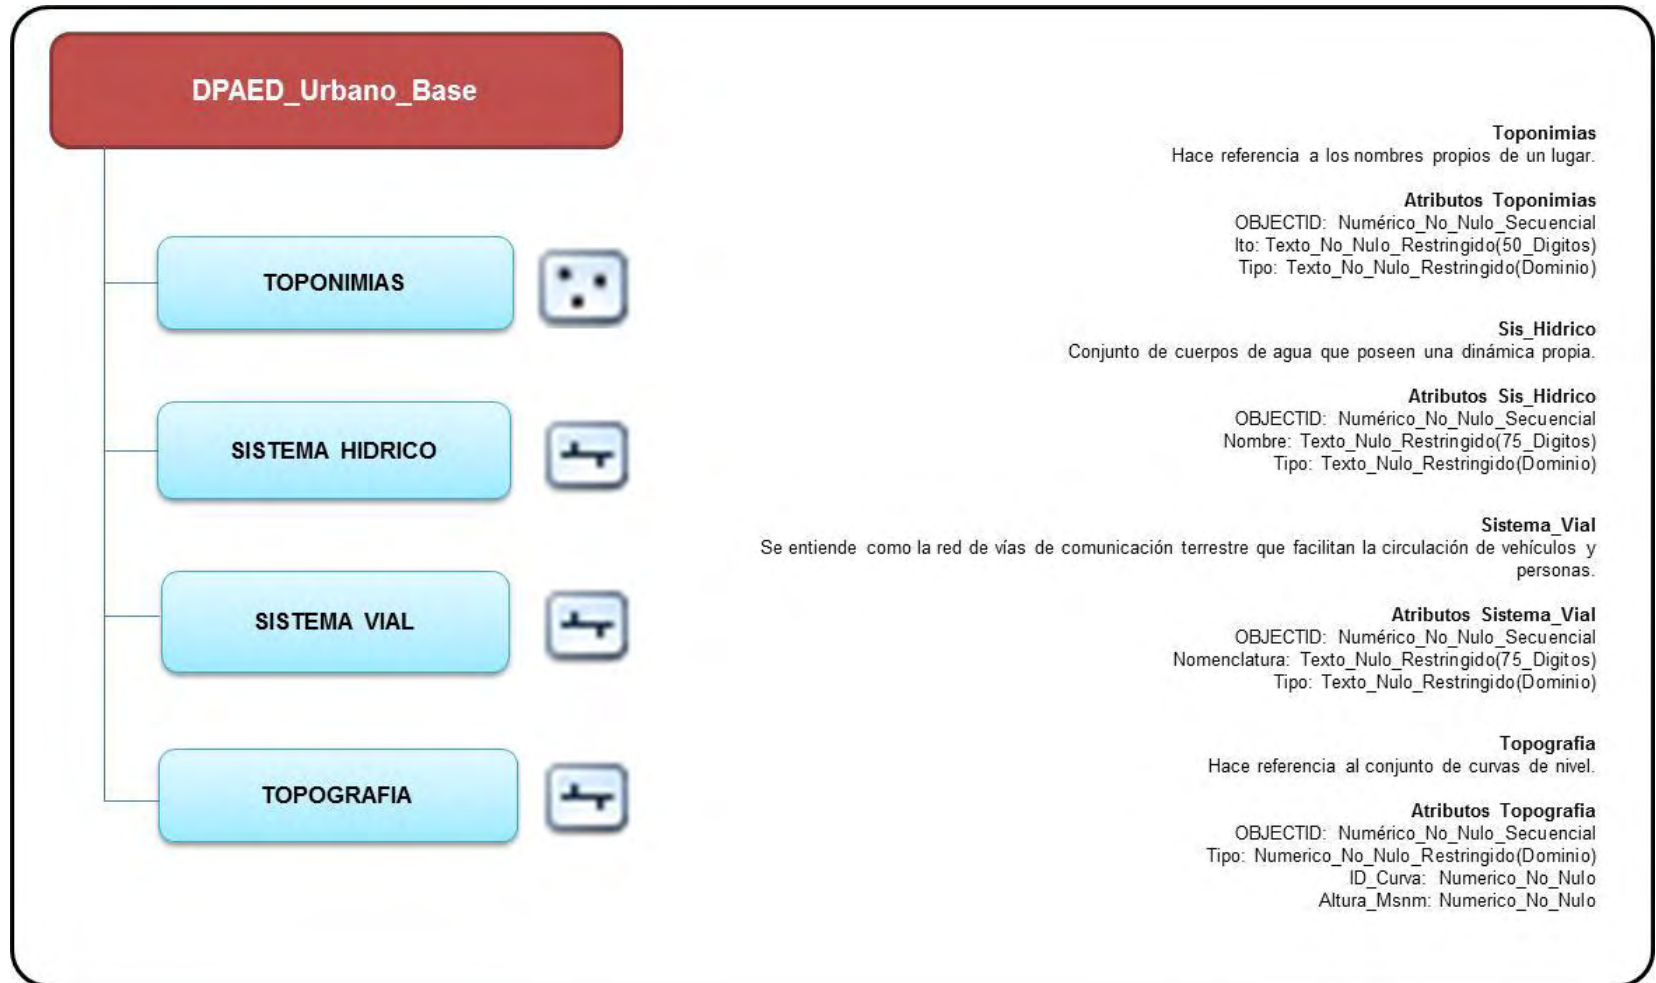 DPAED_Urbano_Base
TOPONIMIAS
SISTEMA HIDRICO
SISTEMA VIAL
TOPOGRAFIA
Toponimias
Hace referencia a los nombres propios de un lugar.
Atributos Toponimias
OBJECTID: Numérico_No_Nulo_Secuencial
Ito: Texto_No_Nulo_Restringido(50_Digitos)
Tipo: Texto_No_Nulo_Restringido(Dominio)
Sis_Hidrico
Conjunto de cuerpos de agua que poseen una dinámica propia.
Atributos Sis_Hidrico
OBJECTID: Numérico_No_Nulo_Secuencial
Nombre: Texto_Nulo_Restringido(75_Digitos)
Tipo: Texto_Nulo_Restringido(Dominio)
Sistema_Vial
Se entiende como la red de vías de comunicación terrestre que facilitan la circulación de vehículos y
personas.
Atributos Sistema_Vial
OBJECTID: Numérico_No_Nulo_Secuencial
Nomenclatura: Texto_Nulo_Restringido(75_Digitos)
Tipo: Texto_Nulo_Restringido(Dominio)
Topografia
Hace referencia al conjunto de curvas de nivel.
Atributos Topografia
OBJECTID: Numérico_No_Nulo_Secuencial
Tipo: Numerico_No_Nulo_Restringido(Dominio)
ID_Curva: Numerico_No_Nulo
Altura_Msnm: Numerico_No_Nulo